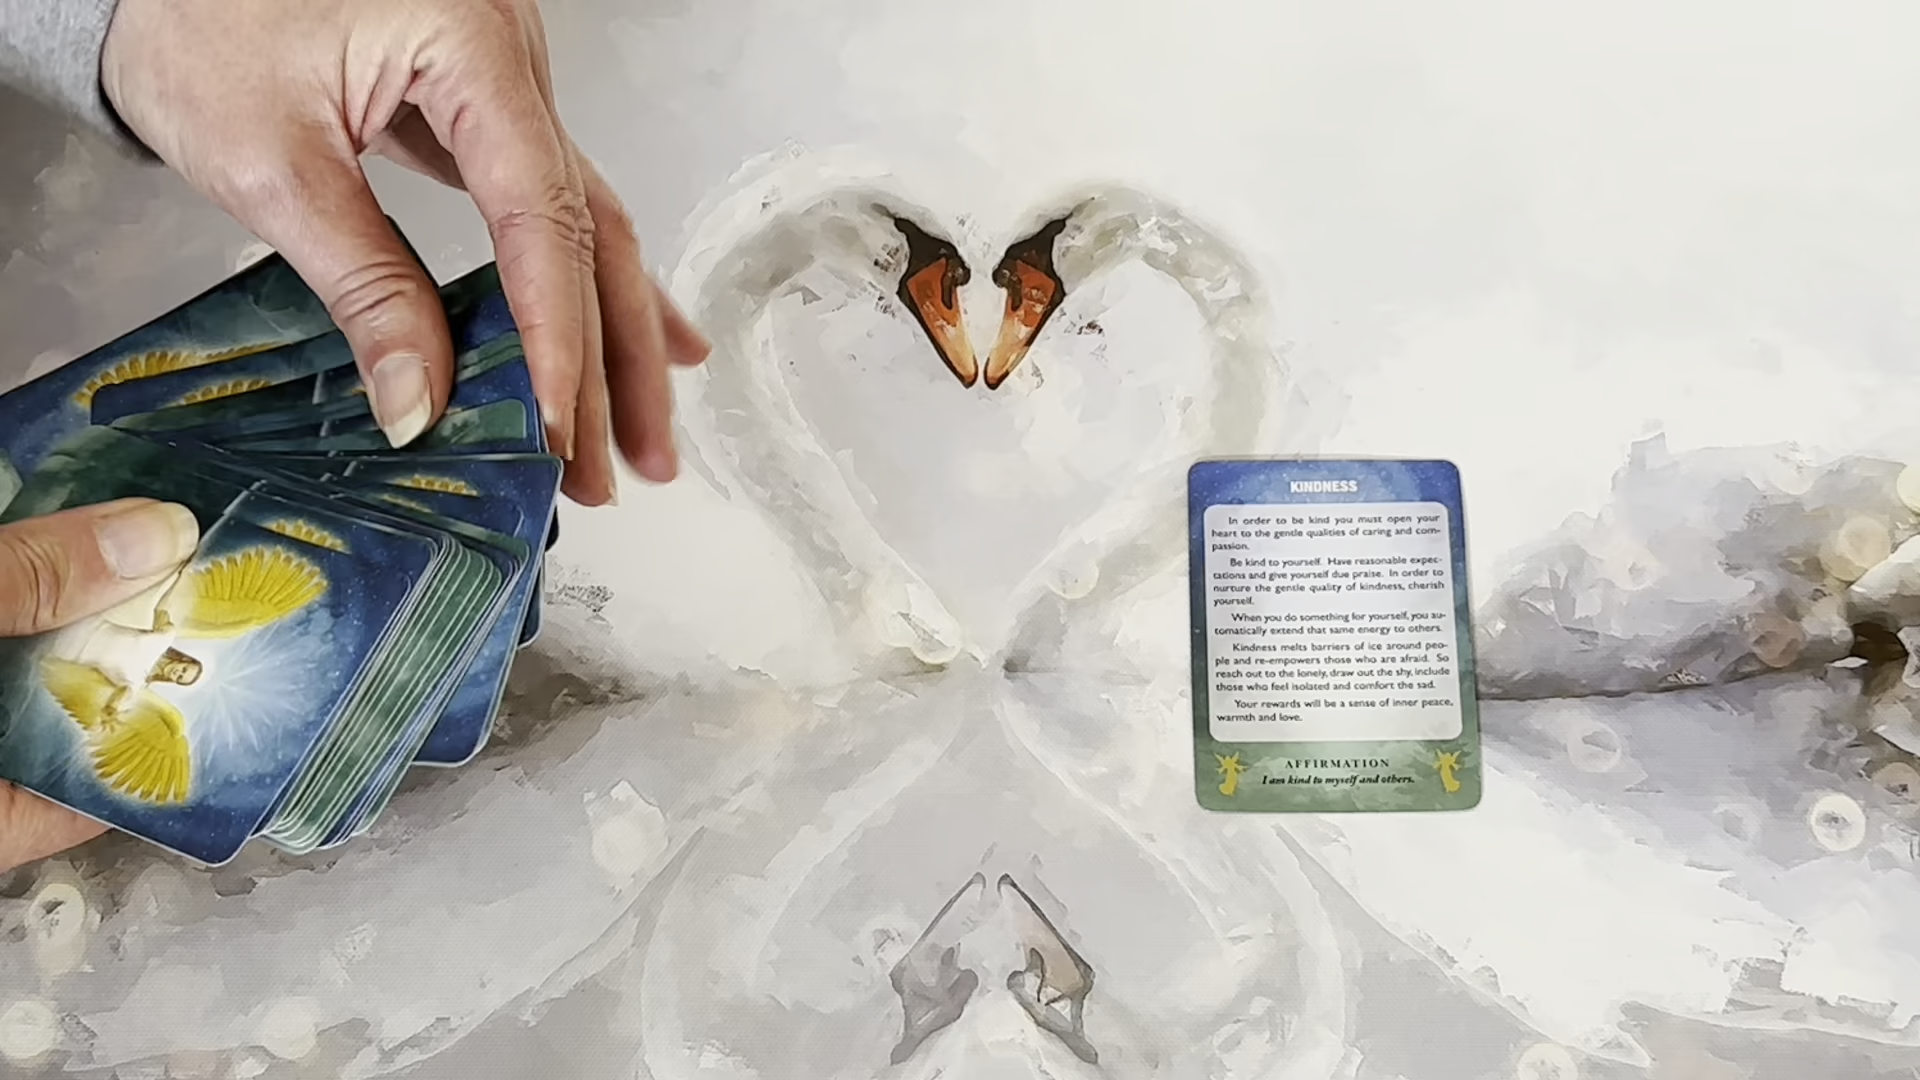 KINDNESS
In order to be kind you must open your
heart to the gentle qualities of caring and com-
passion.
Be kind to yourself. Have reasonable expec-
tations and give yourself due praise. In order to
nurture the gentle quality of kindness, cherish
yourself.
When you do something for yourself, you au-
tomatically extend that same energy to others.
Kindness melts barriers of ice around peo-
ple and re-empowers those who are afraid. So
reach out to the lonely, draw out the shy, include
those who feel isolated and comfort the sad.
Your rewards will be a sense of inner peace,
warmth and love.
AFFIRMATION
I am kind to myself and others.